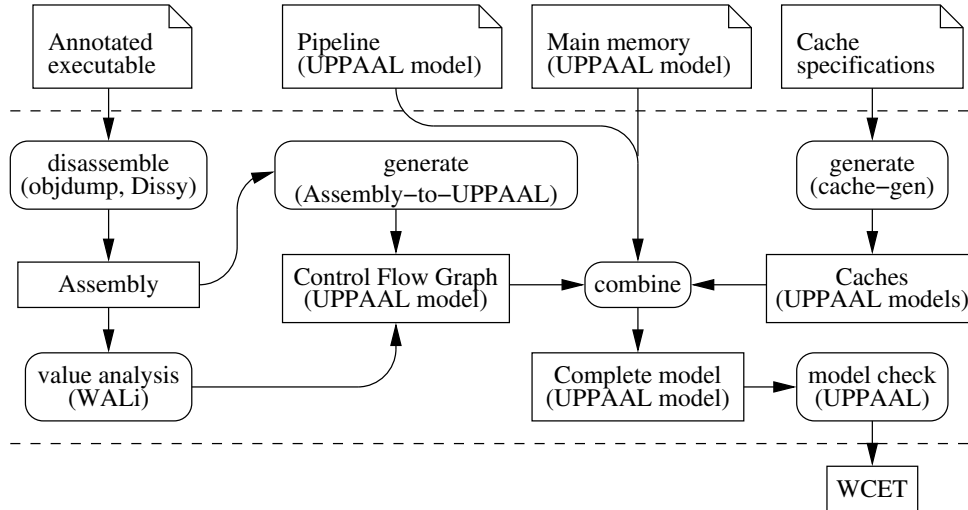 Annotated
executable
Pipeline
(UPPAAL model)
Main memory
(UPPAAL model)
Cache
specifications
disassemble
(objdump, Dissy)
generate
(Assembly−to−UPPAAL)
generate
(cache−gen)
Assembly
Control Flow Graph
(UPPAAL model)
combine
Caches
(UPPAAL models)
value analysis
(WALi)
Complete model
(UPPAAL model)
model check
(UPPAAL)
WCET